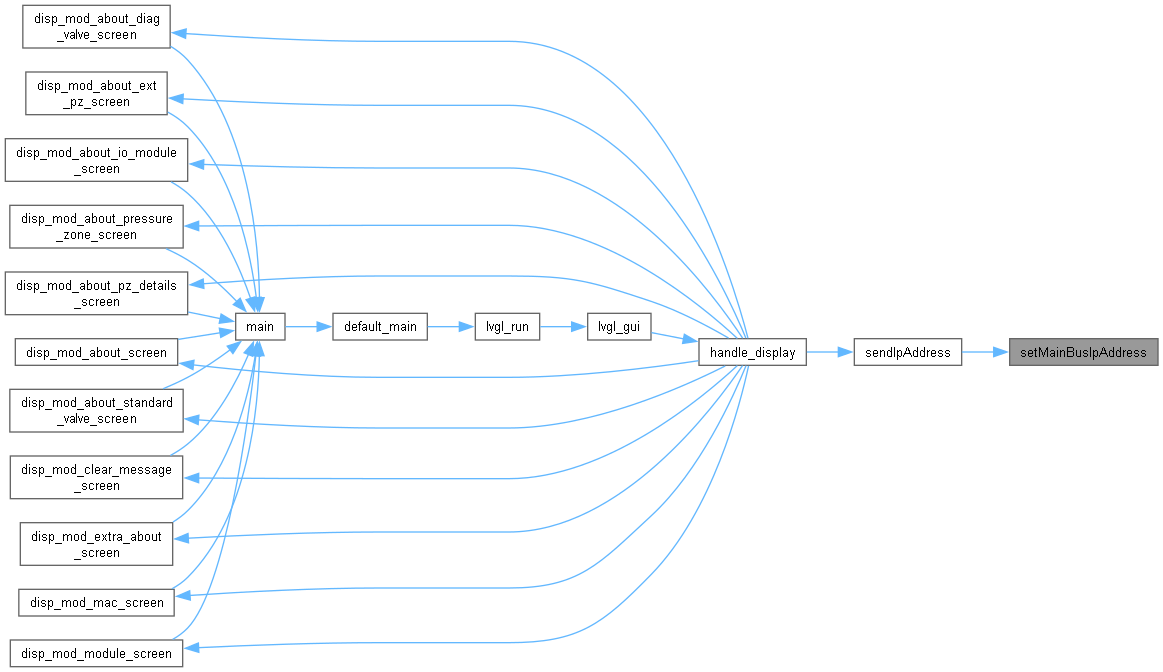 disp_mod_about_diag
_valve_screen
disp_mod_about_ext
_pz_screen
disp_mod_about_io_module
_screen
disp_mod_about_pressure
_zone_screen
disp_mod_about_pz_details
_screen
disp_mod_about_screen
disp_mod_about_standard
_valve_screen
disp_mod_clear_message
_screen
disp_mod_extra_about
_screen
disp_mod_mac_screen
disp_mod_module_screen
main
default_main
lvgl_run
lvgl_gui
handle_display
sendIpAddress
setMainBusIpAddress